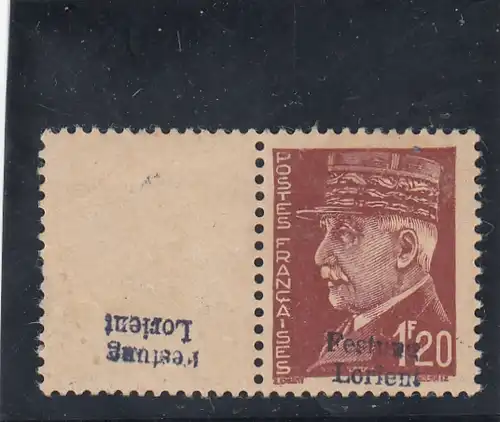 Festung
Lorient
POSTES FRANÇAISES
1F20
Festung
Lorient